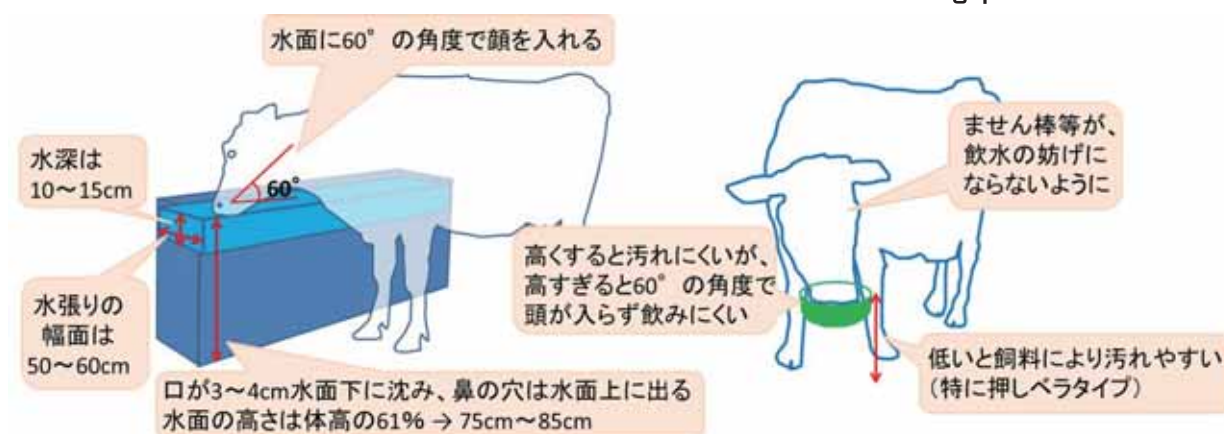 水面に60°の角度で顔を入れる
水深は
10～15cm
60°
水張りの
幅面は
50～60cm
口が3～4cm水面下に沈み、鼻の穴は水面上に出る
水面の高さは体高の61% → 75cm～85cm
ません棒等が、
飲水の妨げに
ならないように
高くすると汚れにくいが、
高すぎると60°の角度で
頭が入らず飲みにくい
低いと飼料により汚れやすい
（特に押しベラタイプ）